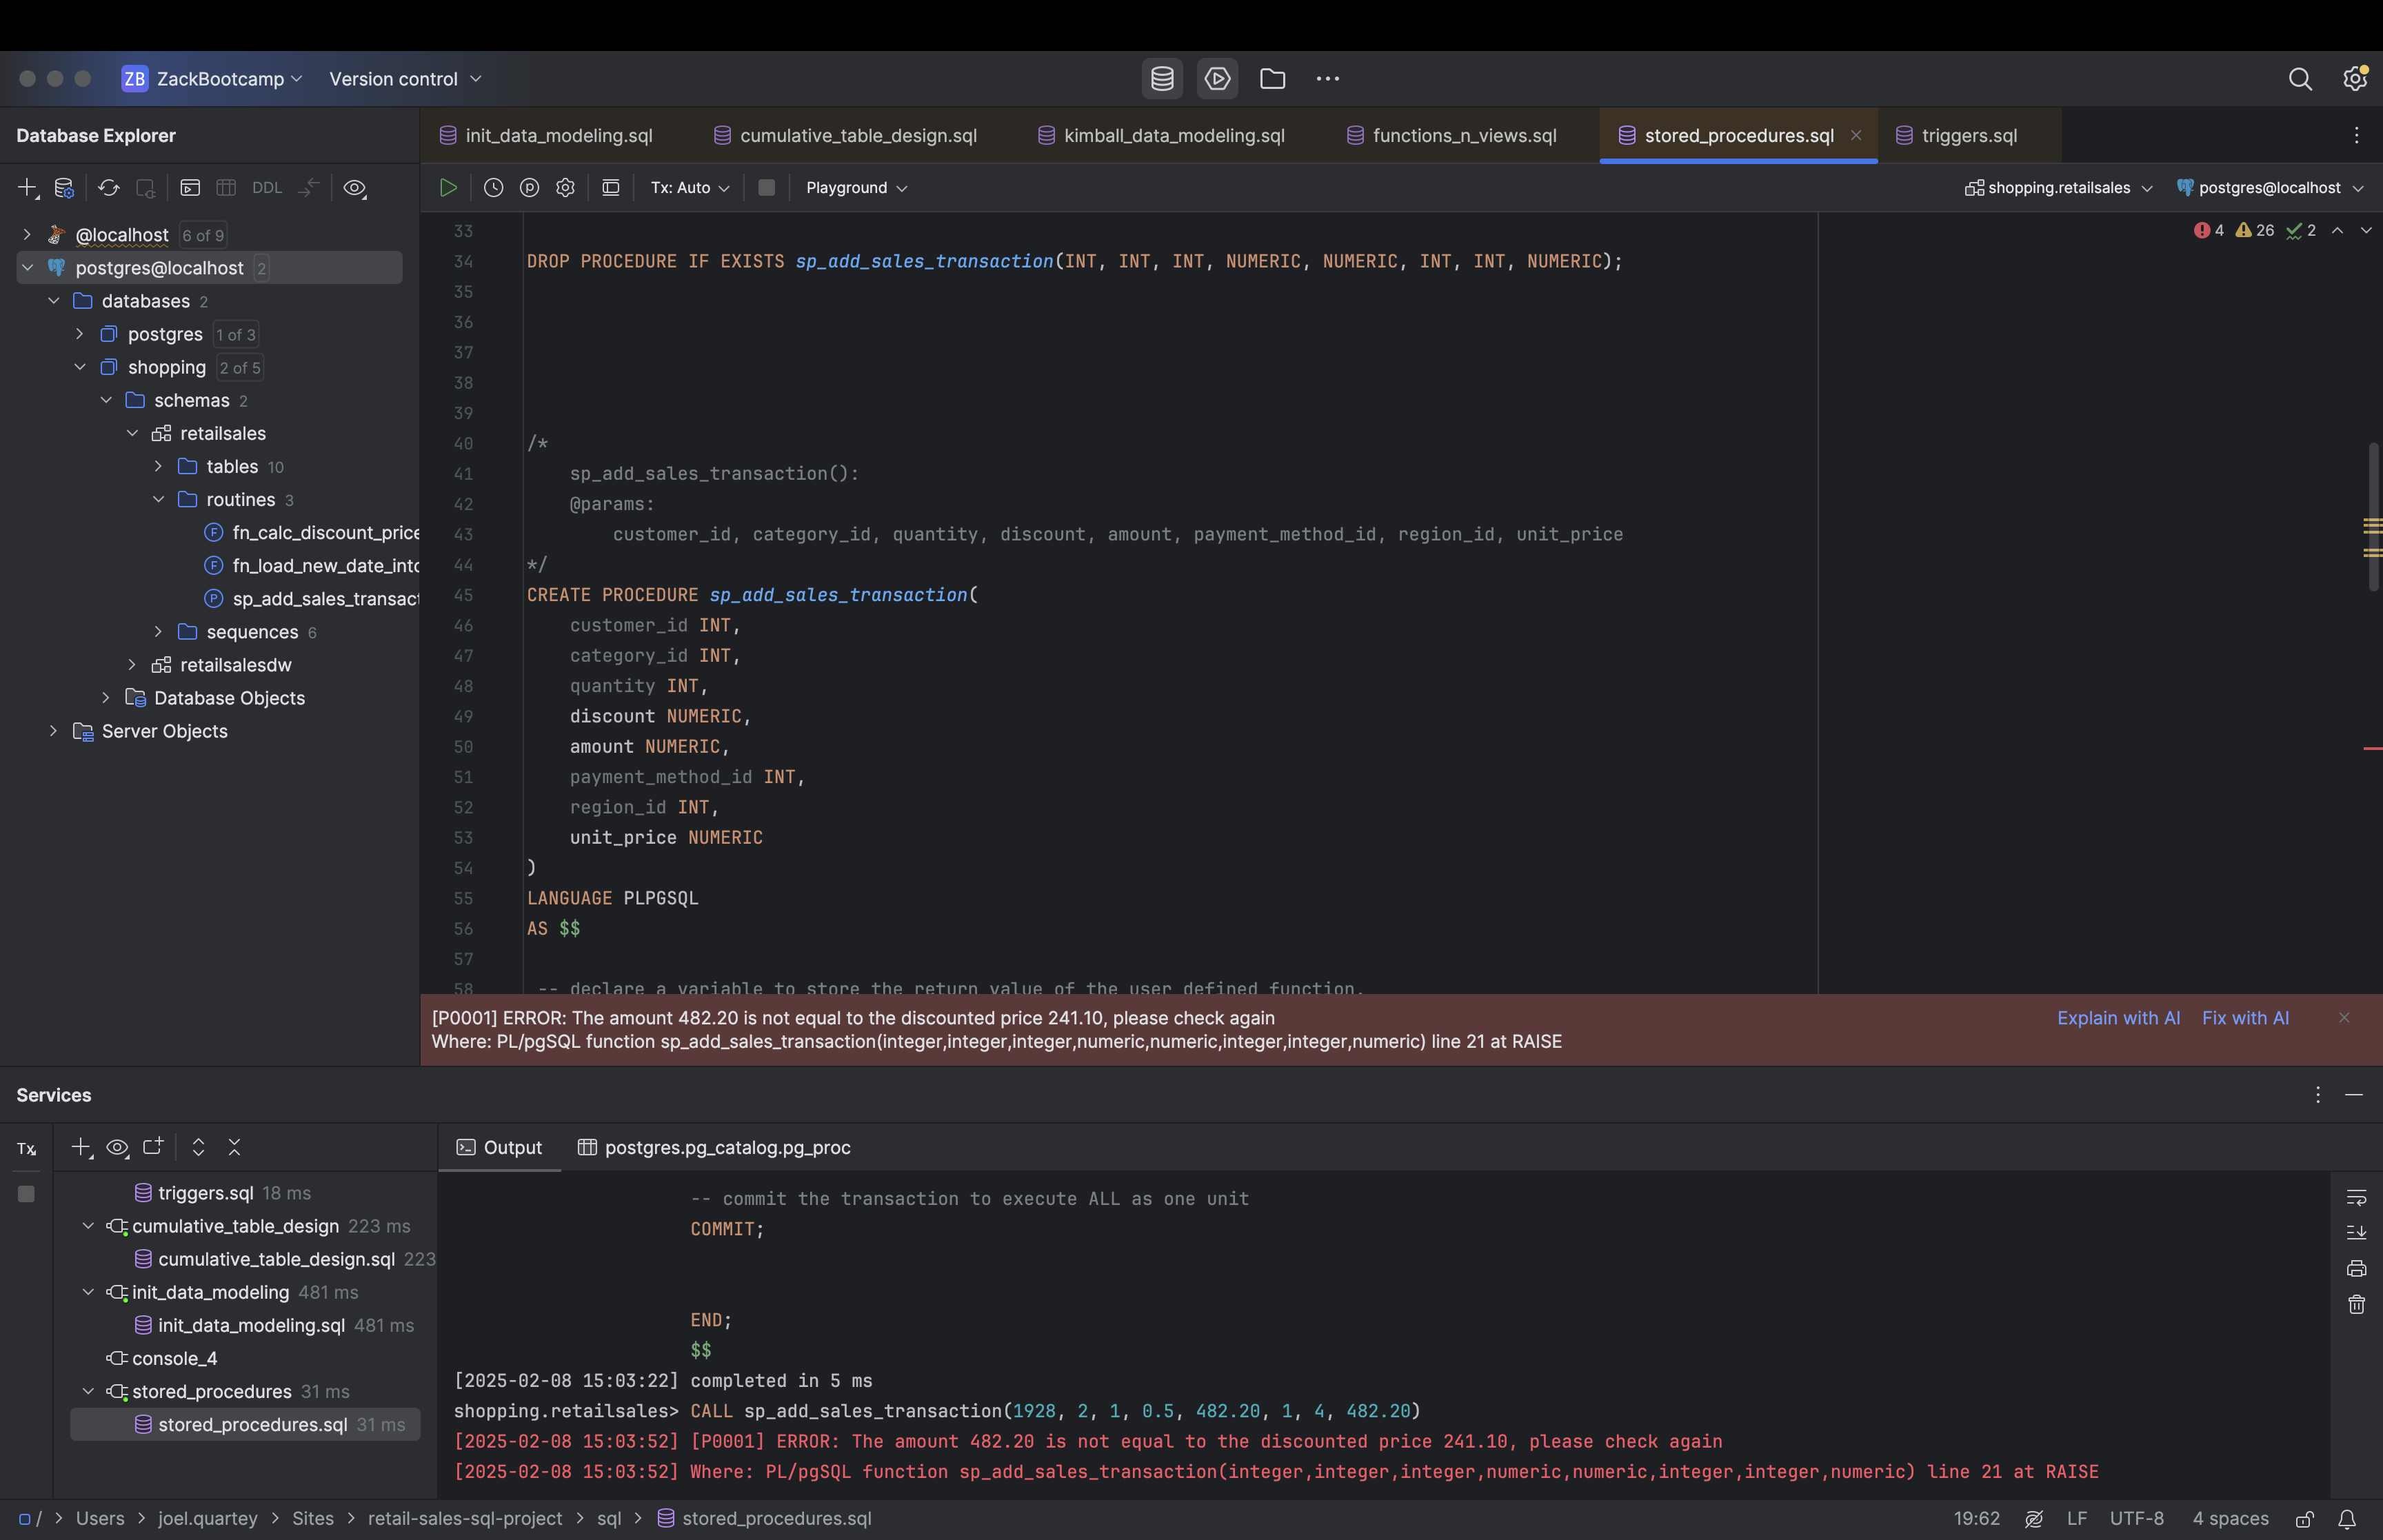 ZB ZackBootcamp Version control
Database Explorer
init_data_modeling.sql cumulative_table_design.sql kimball_data_modeling.sql functions_n_views.sql stored_procedures.sql triggers.sql
DDL Tx: Auto Playground shopping.retailsales postgres@localhost
4 26 2
@localhost 6 of 9
postgres@localhost 2
databases 2
postgres 1 of 3
shopping 2 of 5
schemas 2
retailsales
tables 10
routines 3
fn_calc_discount_price
fn_load_new_date_into
sp_add_sales_transact
sequences 6
retailsalesdw
Database Objects
Server Objects
33
34 DROP PROCEDURE IF EXISTS sp_add_sales_transaction(INT, INT, INT, NUMERIC, NUMERIC, INT, INT, NUMERIC);
35
36
37
38
39
40 /*
41 sp_add_sales_transaction():
42 @params:
43 customer_id, category_id, quantity, discount, amount, payment_method_id, region_id, unit_price
44 */
45 CREATE PROCEDURE sp_add_sales_transaction(
46 customer_id INT,
47 category_id INT,
48 quantity INT,
49 discount NUMERIC,
50 amount NUMERIC,
51 payment_method_id INT,
52 region_id INT,
53 unit_price NUMERIC
54 )
55 LANGUAGE PLPGSQL
56 AS $$
57
58 -- declare a variable to store the return value of the user defined function.
[P0001] ERROR: The amount 482.20 is not equal to the discounted price 241.10, please check again
Where: PL/pgSQL function sp_add_sales_transaction(integer,integer,integer,numeric,numeric,integer,integer,numeric) line 21 at RAISE
Explain with AI Fix with AI
Services
Tx
Output postgres.pg_catalog.pg_proc
triggers.sql 18 ms
cumulative_table_design 223 ms
cumulative_table_design.sql 223
init_data_modeling 481 ms
init_data_modeling.sql 481 ms
console_4
stored_procedures 31 ms
stored_procedures.sql 31 ms
-- commit the transaction to execute ALL as one unit
COMMIT;
END;
$$
[2025-02-08 15:03:22] completed in 5 ms
shopping.retailsales> CALL sp_add_sales_transaction(1928, 2, 1, 0.5, 482.20, 1, 4, 482.20)
[2025-02-08 15:03:52] [P0001] ERROR: The amount 482.20 is not equal to the discounted price 241.10, please check again
[2025-02-08 15:03:52] Where: PL/pgSQL function sp_add_sales_transaction(integer,integer,integer,numeric,numeric,integer,integer,numeric) line 21 at RAISE
/ > Users > joel.quartey > Sites > retail-sales-sql-project > sql > stored_procedures.sql
19:62 LF UTF-8 4 spaces